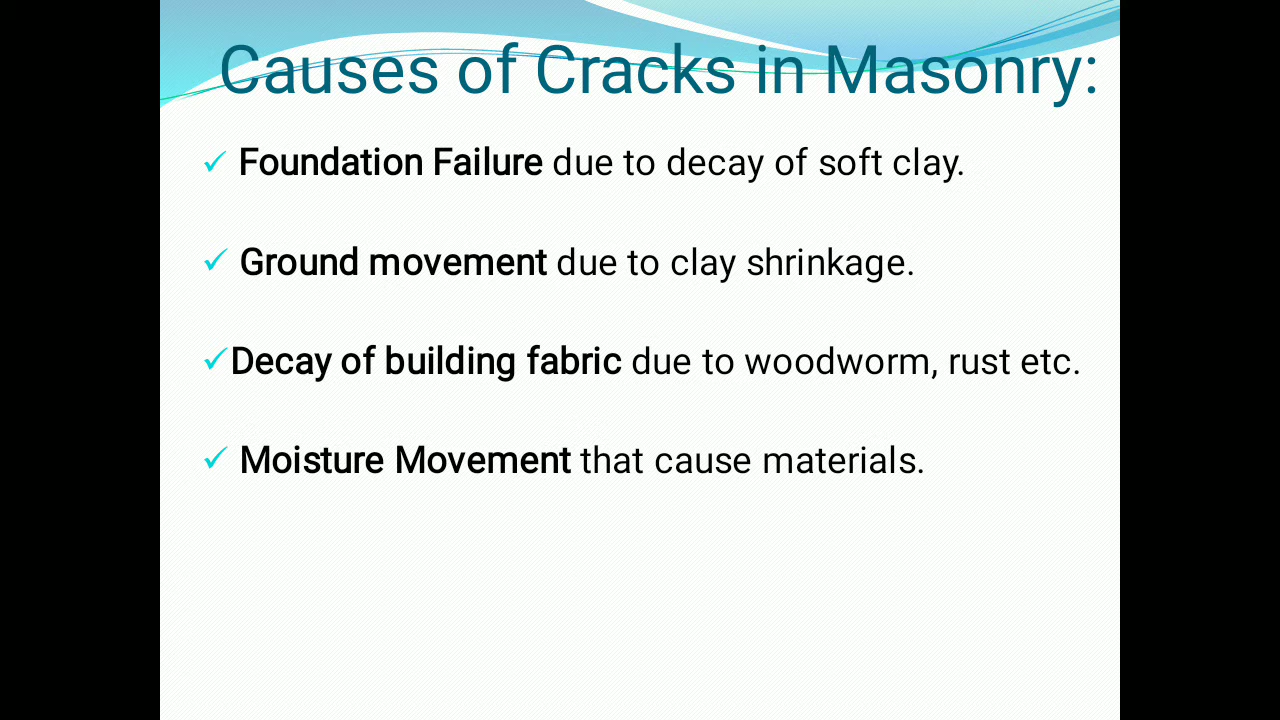 Causes of Cracks in Masonry:
✓ Foundation Failure due to decay of soft clay.
✓ Ground movement due to clay shrinkage.
✓Decay of building fabric due to woodworm, rust etc.
✓ Moisture Movement that cause materials.